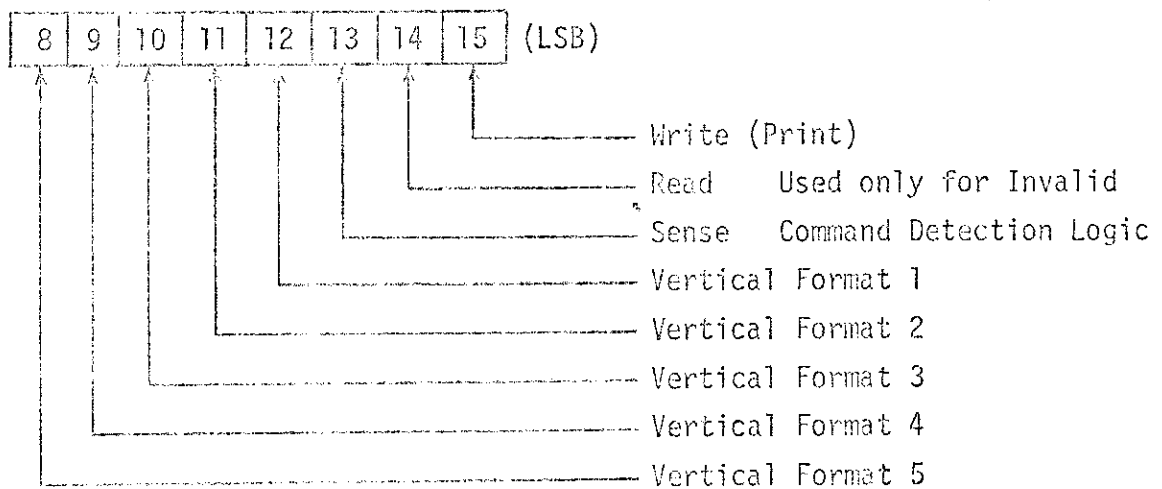 8 9 10 11 12 13 14 15 (LSB)
Write (Print)
Read Used only for Invalid
Sense Command Detection Logic
Vertical Format 1
Vertical Format 2
Vertical Format 3
Vertical Format 4
Vertical Format 5